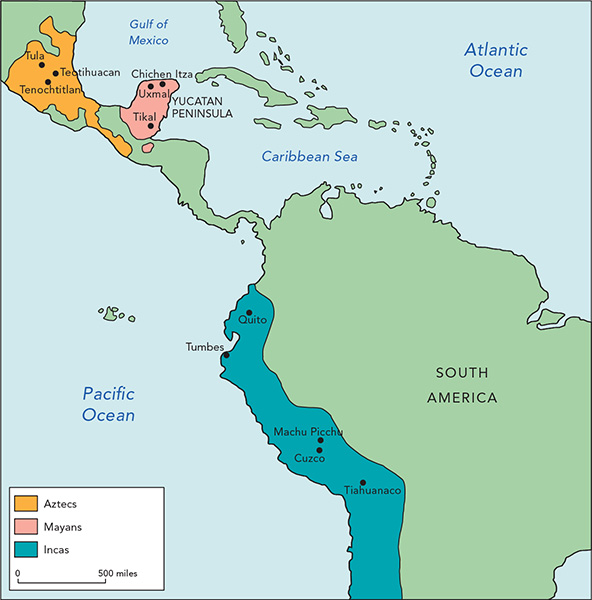 Gulf of
Mexico
Atlantic
Ocean
Tula
Teotihuacan
Tenochtitlan
Chichen Itza
Uxmal
YUCATAN
PENINSULA
Tikal
Caribbean Sea
Quito
Tumbes
SOUTH
AMERICA
Pacific
Ocean
Machu Picchu
Cuzco
Tiahuanaco
Aztecs
Mayans
Incas
0 500 miles